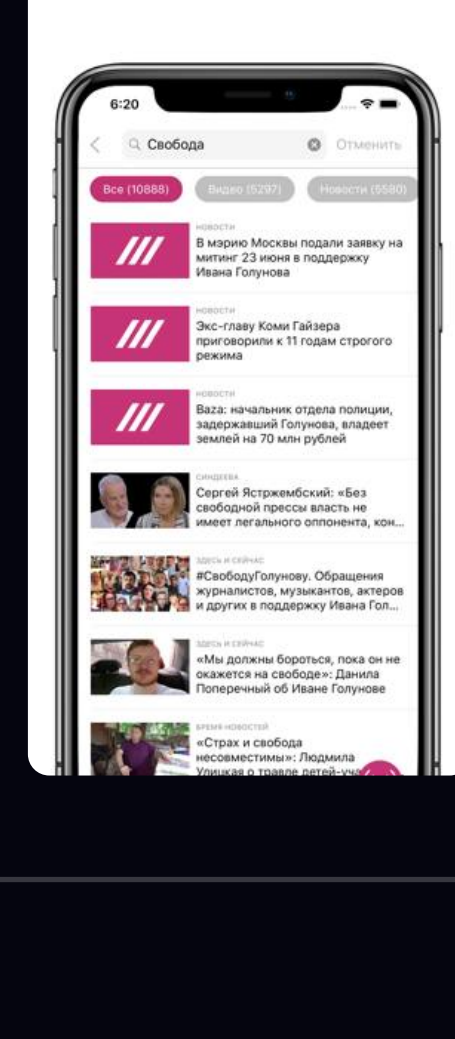 6:20
Свобода
Отменить
Все (10888)
Видео (5297)
Новости (5580)
НОВОСТИ
В мэрию Москвы подали заявку на
митинг 23 июня в поддержку
Ивана Голунова
НОВОСТИ
Экс-главу Коми Гайзера
приговорили к 11 годам строгого
режима
НОВОСТИ
Baza: начальник отдела полиции,
задержавший Голунова, владеет
землей на 70 млн рублей
СИНДЕЕВА
Сергей Ястржембский: «Без
свободной прессы власть не
имеет легального оппонента, кон...
ЗДЕСЬ И СЕЙЧАС
#СвободуГолунову. Обращения
журналистов, музыкантов, актеров
и других в поддержку Ивана Гол...
ЗДЕСЬ И СЕЙЧАС
«Мы должны бороться, пока он не
окажется на свободе»: Данила
Поперечный об Иване Голунове
ВРЕМЯ НОВОСТЕЙ
«Страх и свобода
несовместимы»: Людмила
Улицкая о травле